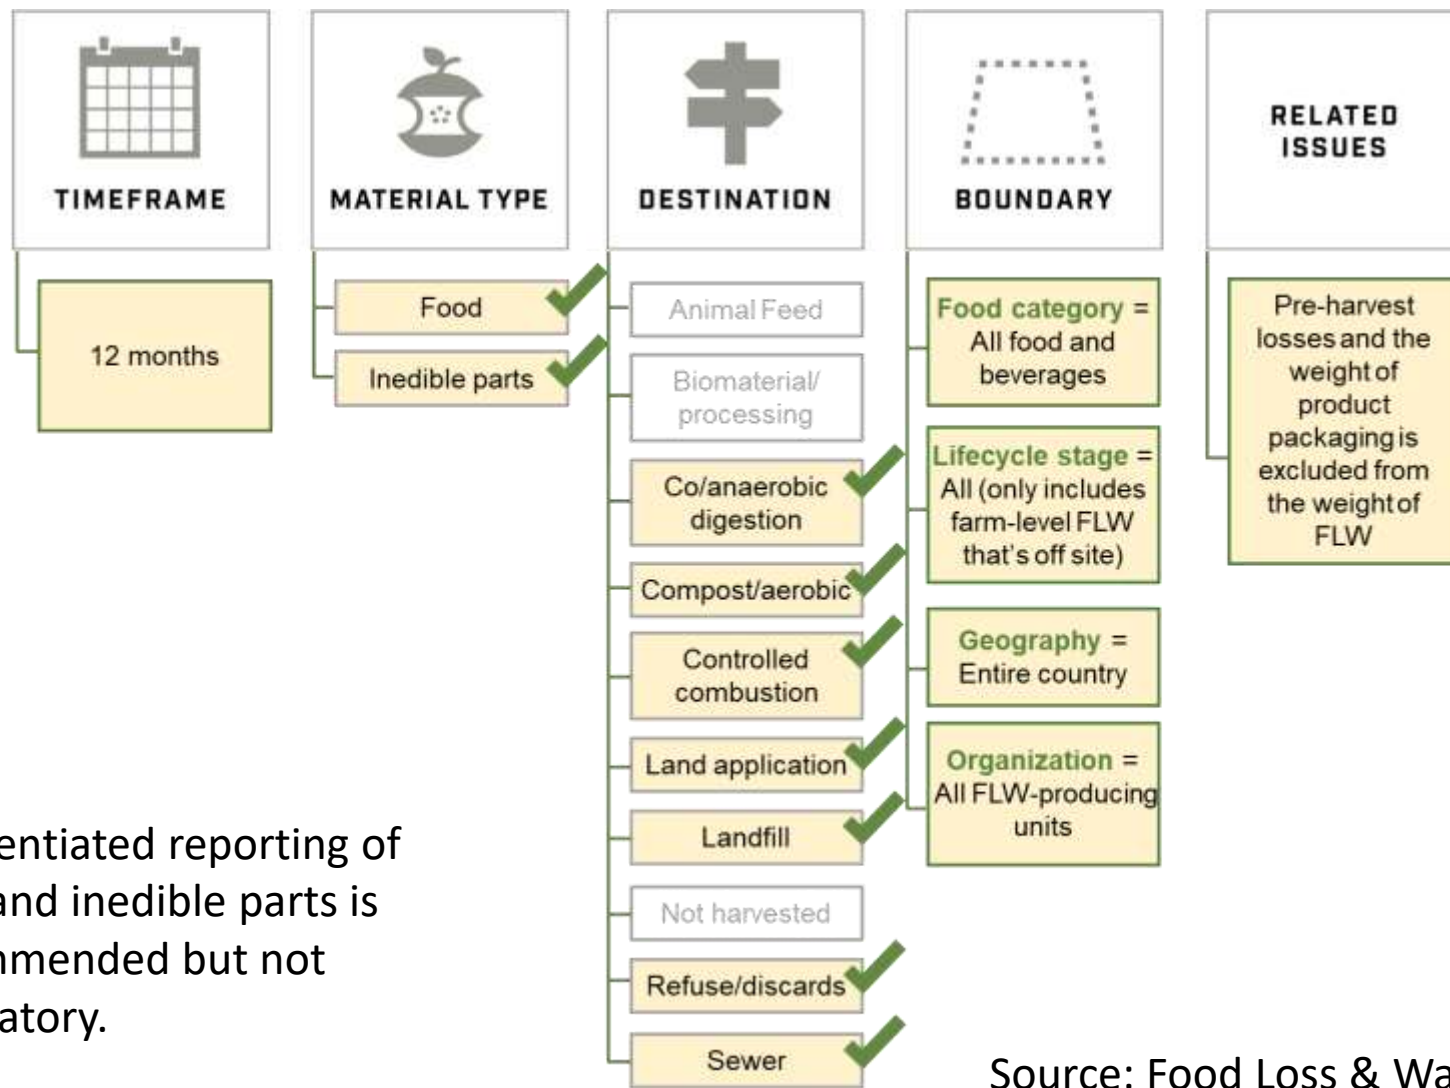 TIMEFRAME
12 months
MATERIAL TYPE
Food
Inedible parts
DESTINATION
Animal Feed
Biomaterial/
processing
Co/anaerobic
digestion
Compost/aerobic
Controlled
combustion
Land application
Landfill
Not harvested
Refuse/discards
Sewer
BOUNDARY
Food category =
All food and
beverages
Lifecycle stage =
All (only includes
farm-level FLW
that's off site)
Geography =
Entire country
Organization =
All FLW-producing
units
RELATED
ISSUES
Pre-harvest
losses and the
weight of
product
packaging is
excluded from
the weight of
FLW
entiated reporting of
and inedible parts is
mmended but not
atory.
Source: Food Loss & Wa